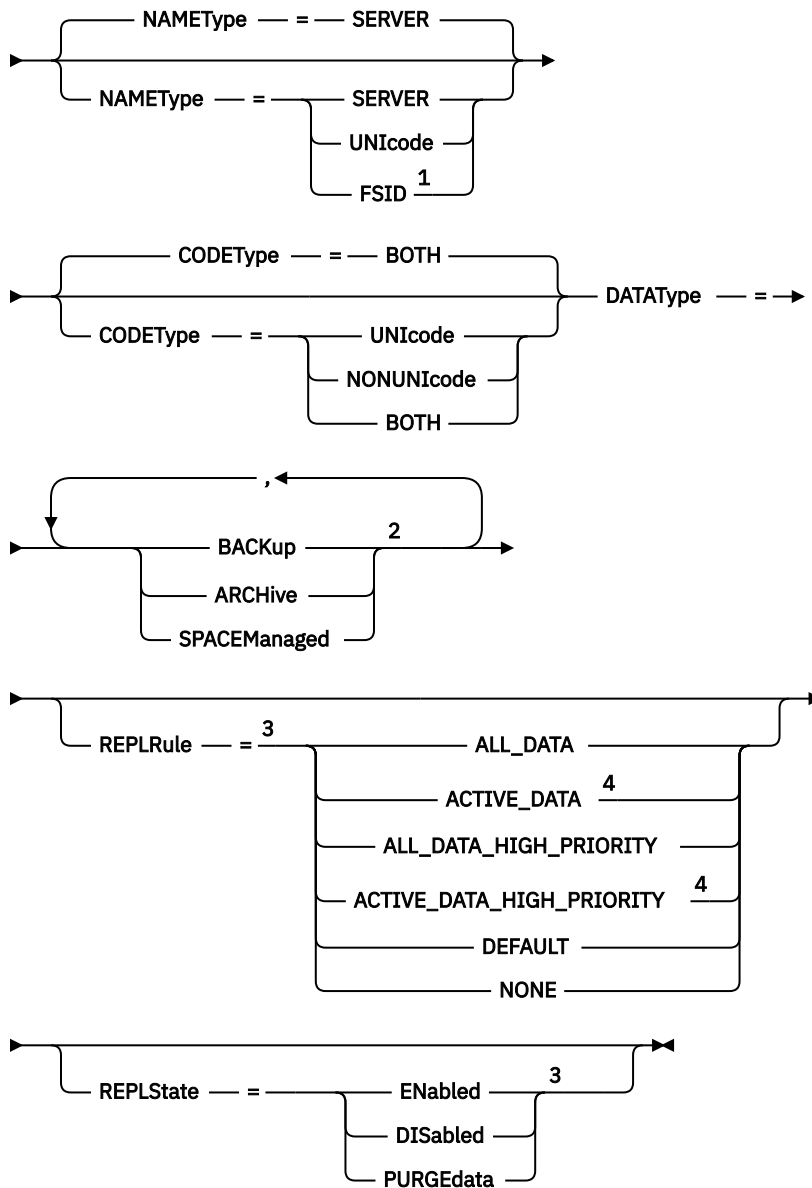 NAMEType = SERVER
NAMEType = SERVER
UNIcode
FSID 1
CODEType = BOTH
DATAType =
CODEType = UNIcode
NONUNIcode
BOTH
,
BACKup 2
ARCHive
SPACEManaged
REPLRule = 3 ALL_DATA
ACTIVE_DATA 4
ALL_DATA_HIGH_PRIORITY
ACTIVE_DATA_HIGH_PRIORITY 4
DEFAULT
NONE
REPLState = ENabled 3
DISabled
PURGEdata